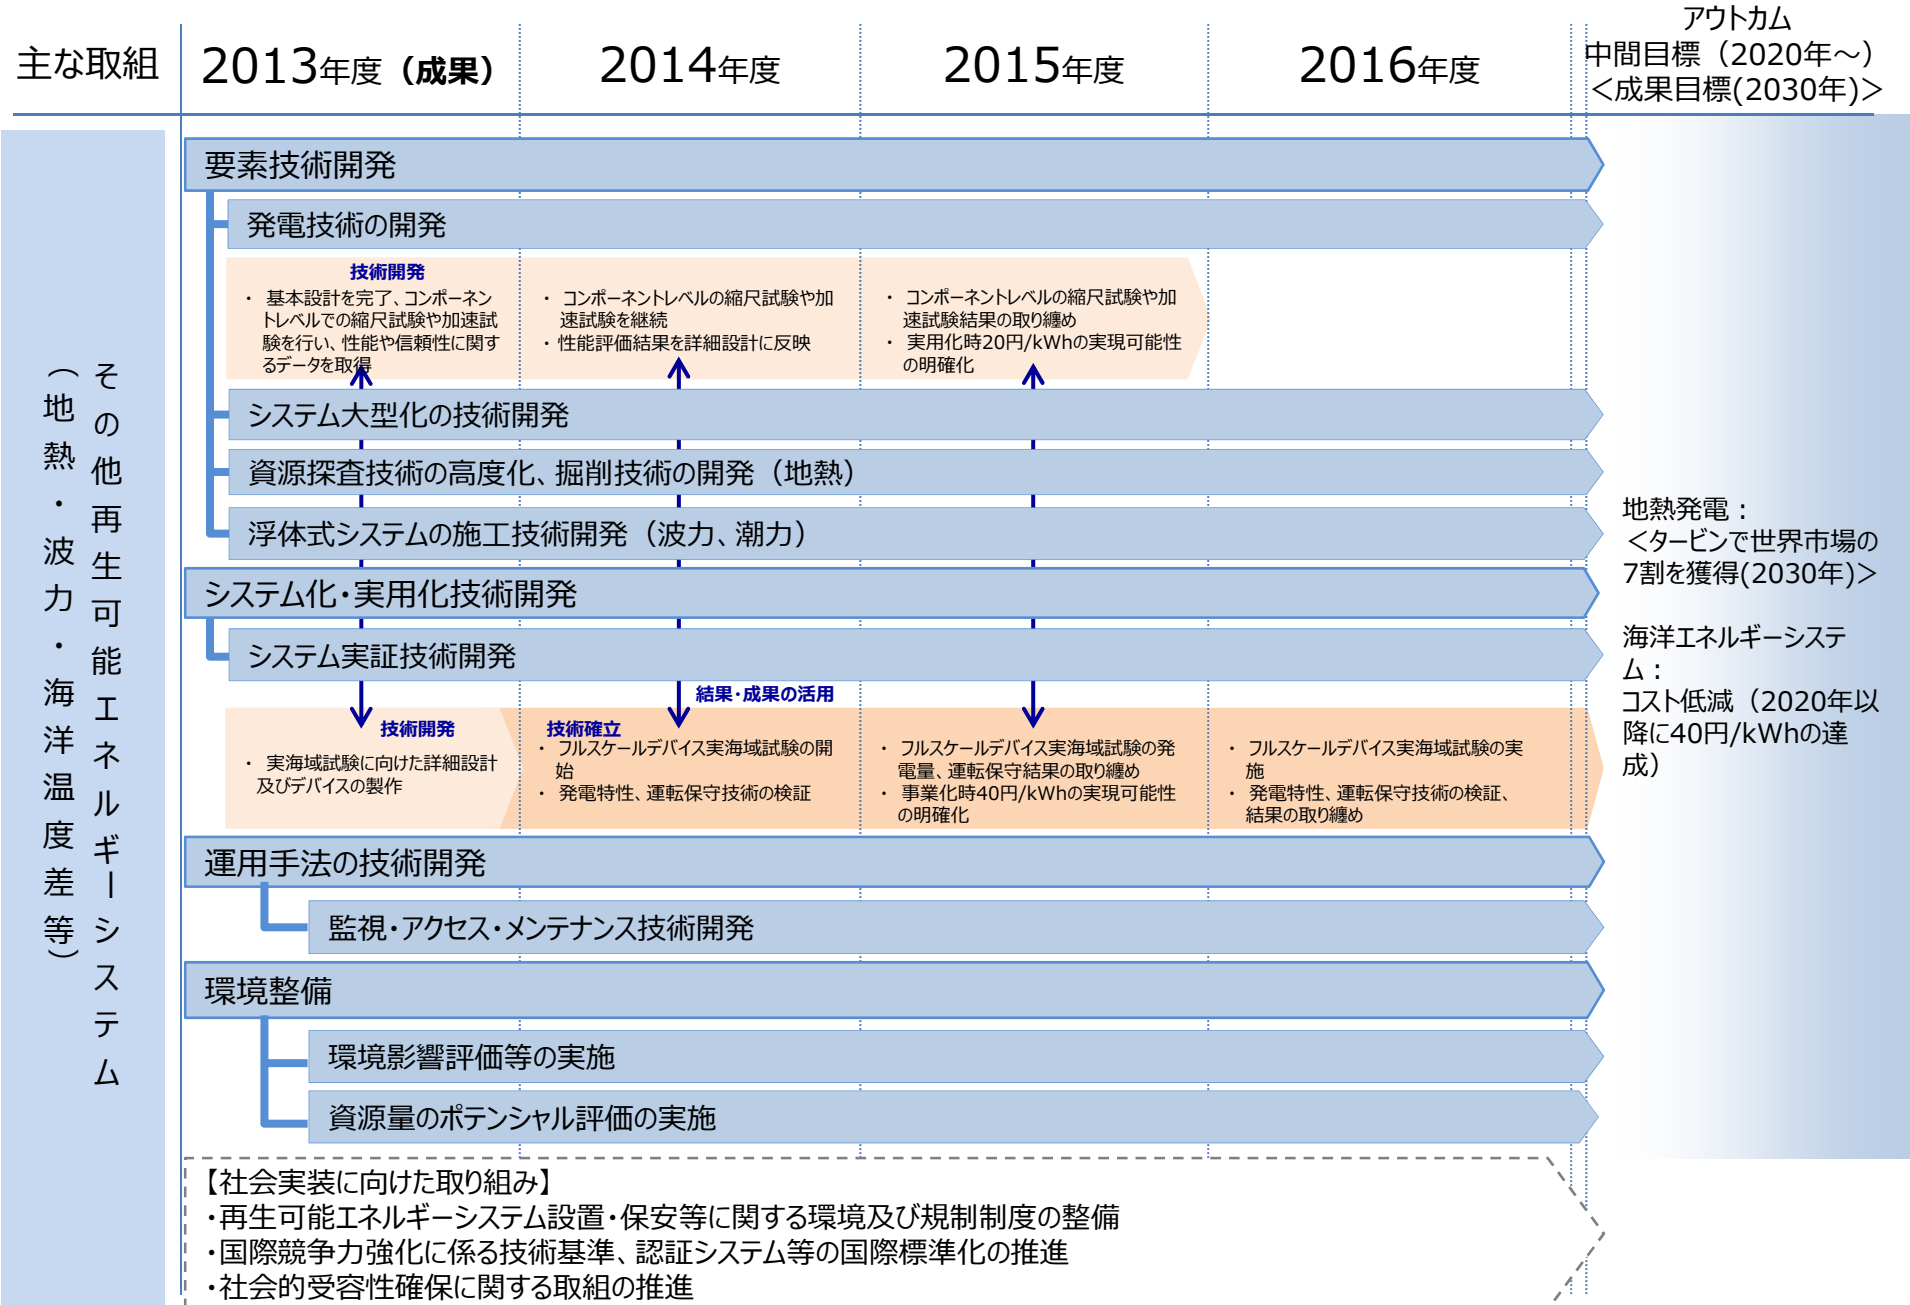 主な取組
2013年度（成果）
2014年度
2015年度
2016年度
アウトカム
中間目標（2020年～）
＜成果目標(2030年)＞
その他再生可能エネルギーシステム
（地熱・波力・海洋温度差等）
要素技術開発
発電技術の開発
技術開発
・ 基本設計を完了、コンポーネン
トレベルでの縮尺試験や加速試
験を行い、性能や信頼性に関す
るデータを取得
・ コンポーネントレベルの縮尺試験や加
速試験を継続
・性能評価結果を詳細設計に反映
・ コンポーネントレベルの縮尺試験や加
速試験結果の取り纏め
・ 実用化時20円/kWhの実現可能性
の明確化
システム大型化の技術開発
資源探査技術の高度化、掘削技術の開発（地熱）
浮体式システムの施工技術開発（波力、潮力）
システム化・実用化技術開発
システム実証技術開発
結果・成果の活用
技術開発
・ 実海域試験に向けた詳細設計
及びデバイスの製作
技術確立
・ フルスケールデバイス実海域試験の開
始
・ 発電特性、運転保守技術の検証
・ フルスケールデバイス実海域試験の発
電量、運転保守結果の取り纏め
・ 事業化時40円/kWhの実現可能性
の明確化
・ フルスケールデバイス実海域試験の実
施
・ 発電特性、運転保守技術の検証、
結果の取り纏め
運用手法の技術開発
監視・アクセス・メンテナンス技術開発
環境整備
環境影響評価等の実施
資源量のポテンシャル評価の実施
地熱発電：
＜タービンで世界市場の
7割を獲得(2030年)＞
海洋エネルギーシステ
ム：
コスト低減（2020年以
降に40円/kWhの達
成）
【社会実装に向けた取り組み】
・再生可能エネルギーシステム設置・保安等に関する環境及び規制制度の整備
・国際競争力強化に係る技術基準、認証システム等の国際標準化の推進
・社会的受容性確保に関する取組の推進